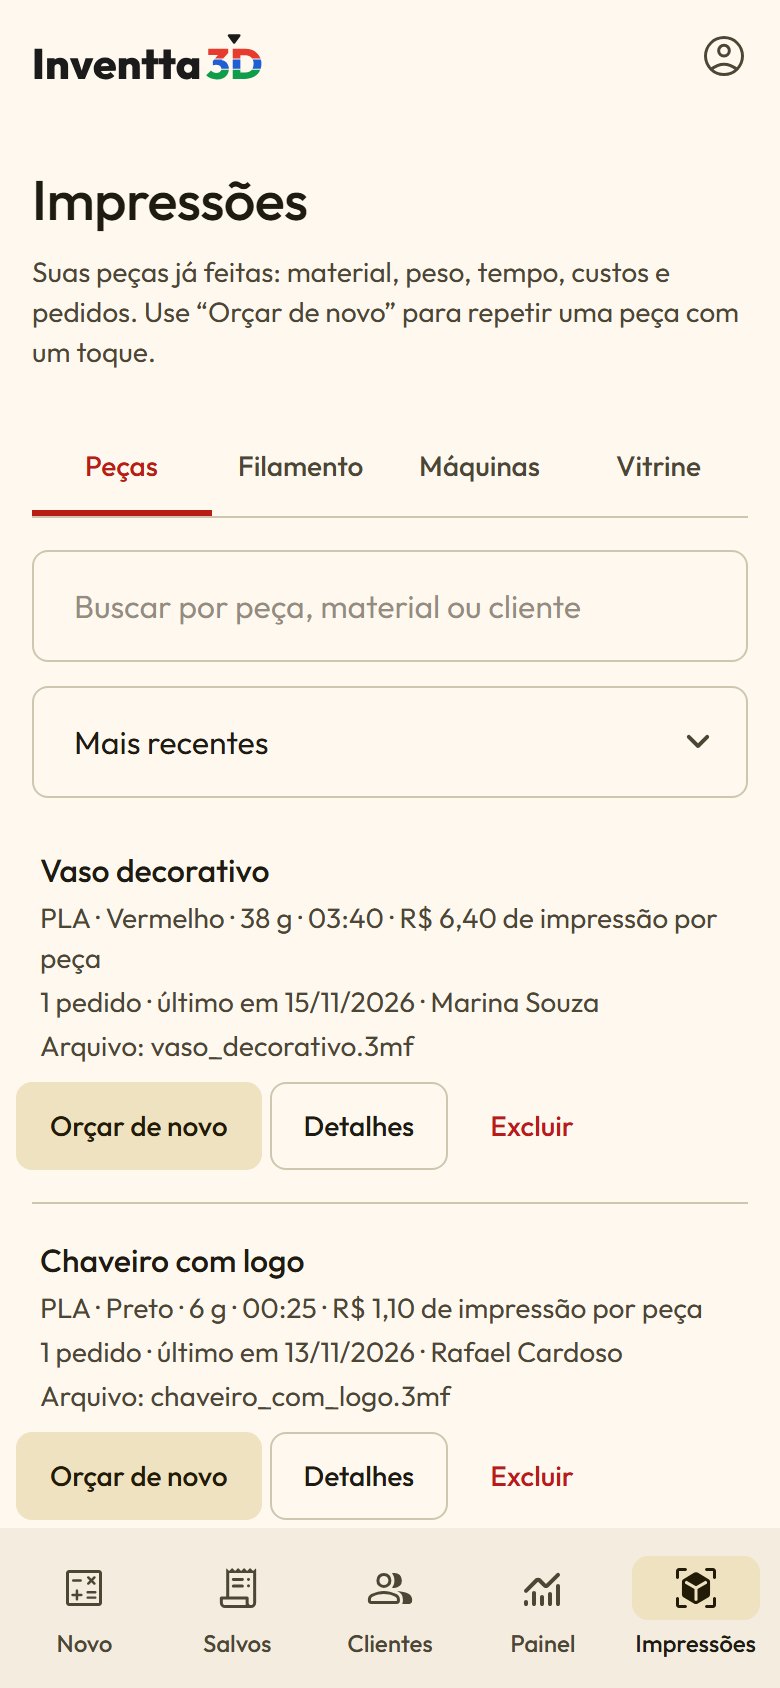 Inventta 3D
Impressões
Suas peças já feitas: material, peso, tempo, custos e
pedidos. Use “Orçar de novo” para repetir uma peça com
um toque.
Peças
Filamento
Máquinas
Vitrine
Buscar por peça, material ou cliente
Mais recentes
Vaso decorativo
PLA · Vermelho · 38 g · 03:40 · R$ 6,40 de impressão por
peça
1 pedido · último em 15/11/2026 · Marina Souza
Arquivo: vaso_decorativo.3mf
Orçar de novo
Detalhes
Excluir
Chaveiro com logo
PLA · Preto · 6 g · 00:25 · R$ 1,10 de impressão por peça
1 pedido · último em 13/11/2026 · Rafael Cardoso
Arquivo: chaveiro_com_logo.3mf
Orçar de novo
Detalhes
Excluir
Novo
Salvos
Clientes
Painel
Impressões